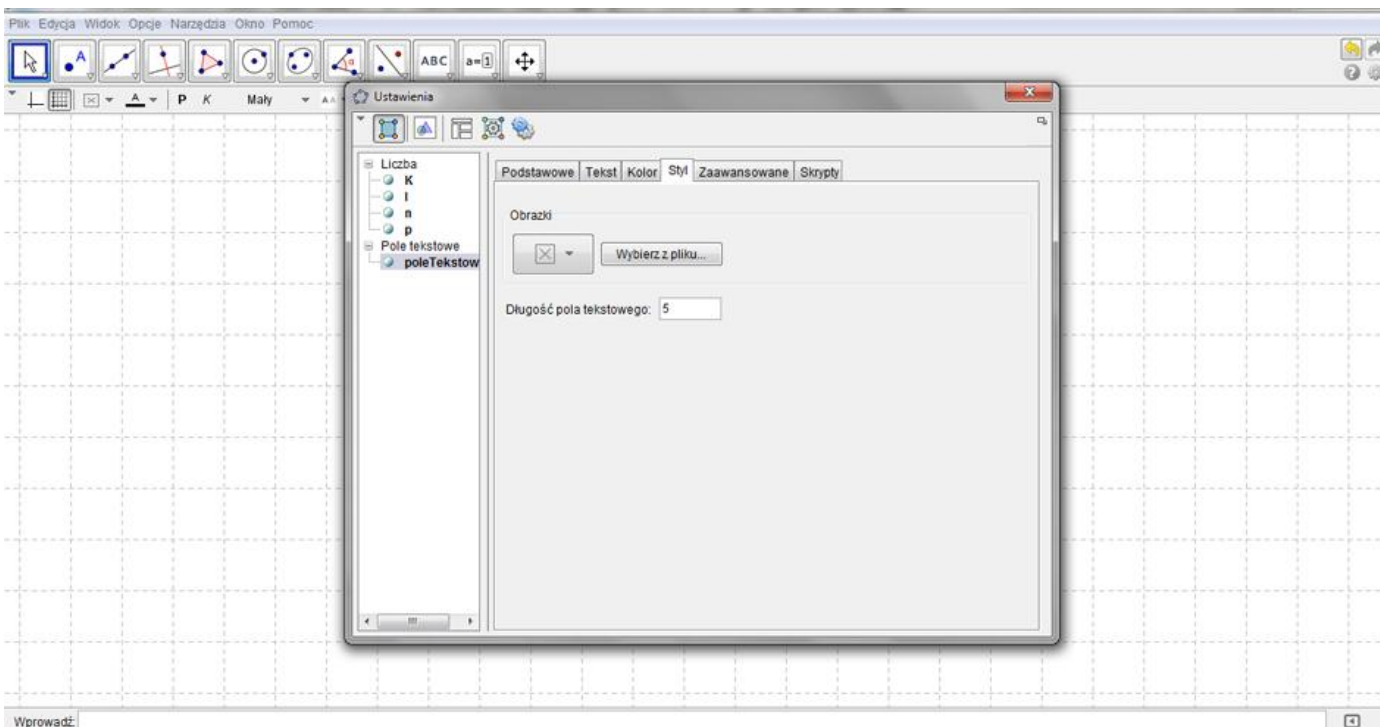 Plik Edycja Widok Opcje Narzędzia Okno Pomoc
A α ABC a=1
A P K Mały AA
Ustawienia
Liczba
K
I
n
p
Pole tekstowe
poleTekstow
Podstawowe Tekst Kolor Styl Zaawansowane Skrypty
Obrazki
Wybierz z pliku...
Długość pola tekstowego: 5
Wprowadź: